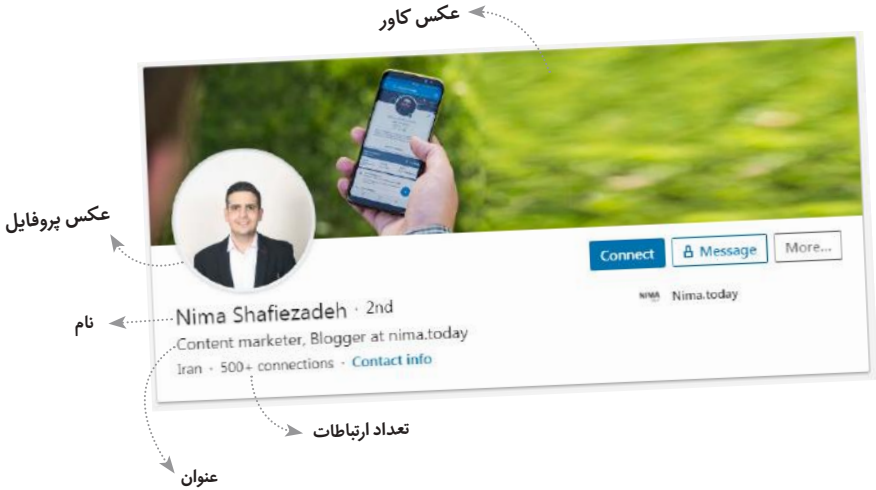 عکس کاور
عکس پروفایل
Connect
Message
More...
NIMA
Nima.today
نام
Nima Shafiezadeh · 2nd
Content marketer, Blogger at nima.today
Iran · 500+ connections · Contact info
تعداد ارتباطات
عنوان